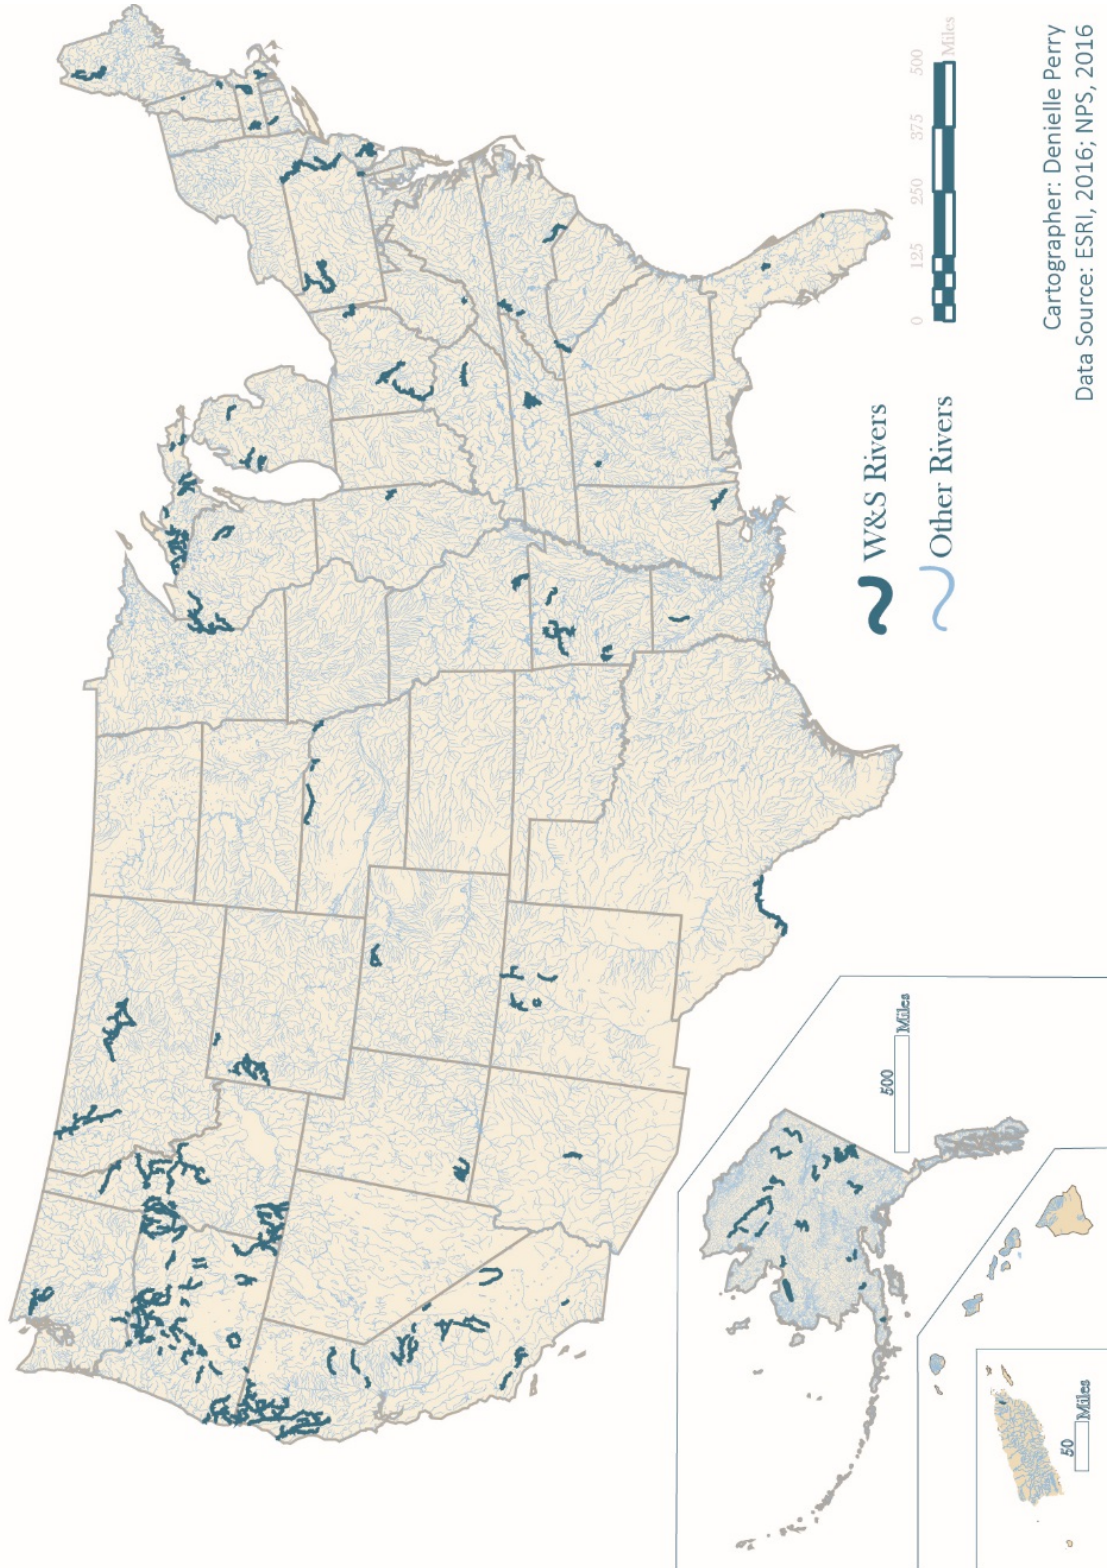 0 125 250 375 500
Miles
W&S Rivers
Other Rivers
Cartographer: Denielle Perry
Data Source: ESRI, 2016; NPS, 2016
500
Miles
50
Miles